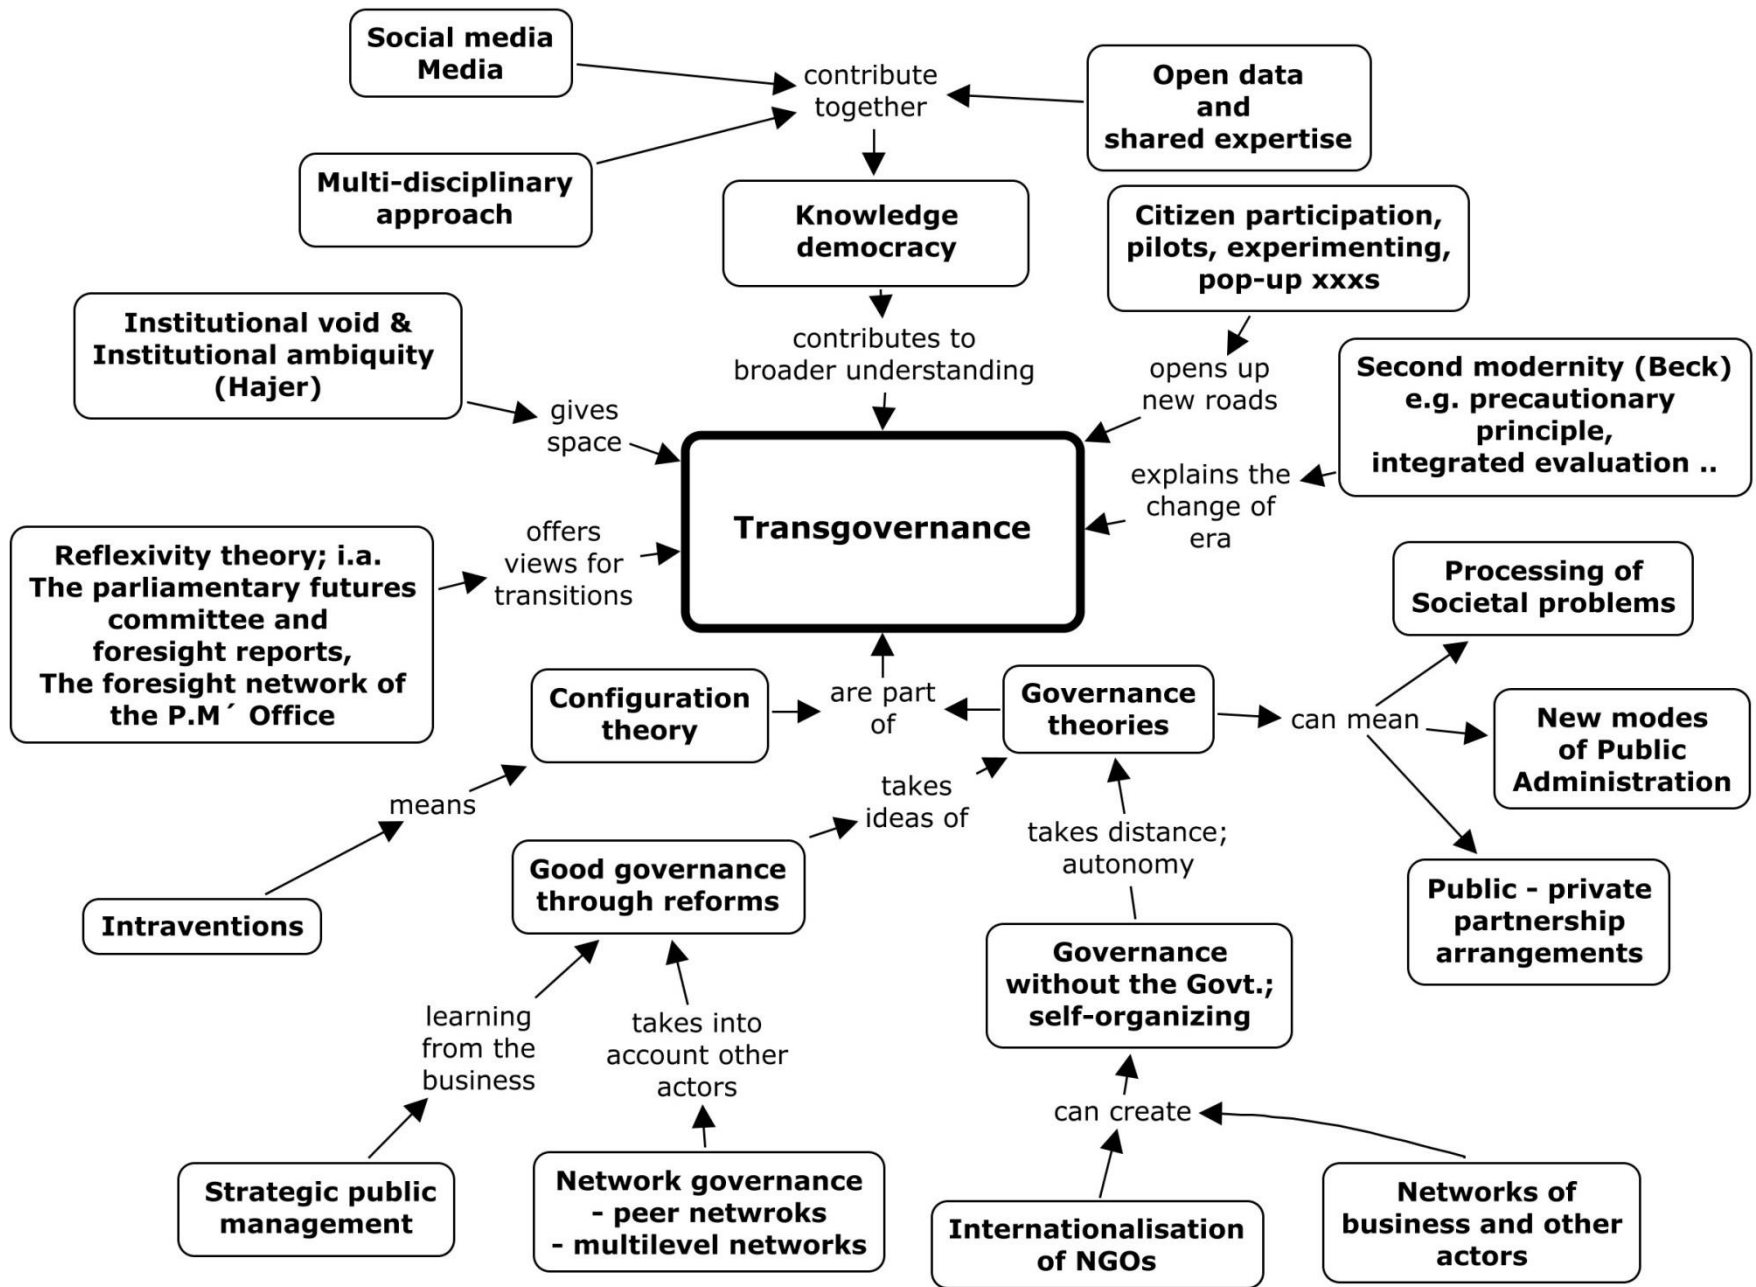 Social media
Media
contribute
together
Open data
and
shared expertise
Multi-disciplinary
approach
Knowledge
democracy
Citizen participation,
pilots, experimenting,
pop-up xxxs
Institutional void &
Institutional ambiquity
(Hajer)
contributes to
broader understanding
opens up
new roads
Second modernity (Beck)
e.g. precautionary
principle,
integrated evaluation ..
gives
space
explains the
change of
era
Transgovernance
offers
views for
transitions
Reflexivity theory; i.a.
The parliamentary futures
committee and
foresight reports,
The foresight network of
the P.M´ Office
Processing of
Societal problems
Configuration
theory
are part
of
Governance
theories
can mean
New modes
of Public
Administration
means
takes
ideas of
takes distance;
autonomy
Good governance
through reforms
Public - private
partnership
arrangements
Intraventions
Governance
without the Govt.;
self-organizing
learning
from the
business
takes into
account other
actors
can create
Strategic public
management
Network governance
- peer netwroks
- multilevel networks
Internationalisation
of NGOs
Networks of
business and other
actors